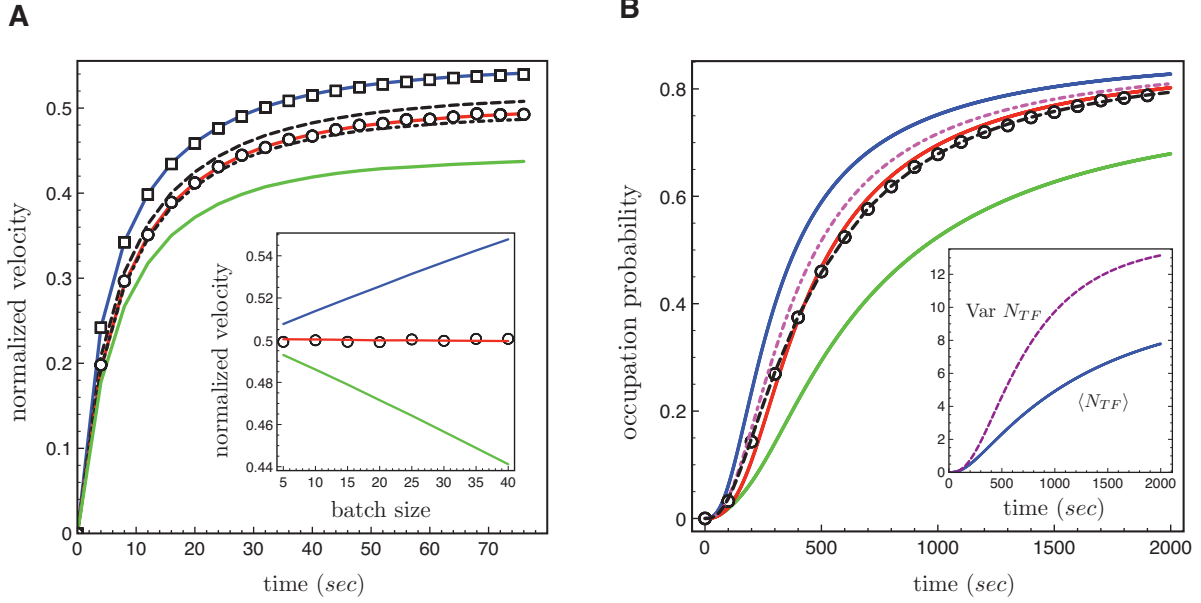 A
B
normalized velocity
0.5
0.4
0.3
0.2
0.1
0
0 10 20 30 40 50 60 70
time (sec)
normalized velocity
0.54
0.52
0.5
0.48
0.46
0.44
5 10 15 20 25 30 35 40
batch size
occupation probability
0.8
0.6
0.4
0.2
0
0 500 1000 1500 2000
time (sec)
12
10
8
6
4
2
0
Var N_{TF}
⟨N_{TF}⟩
0 500 1000 1500 2000
time (sec)